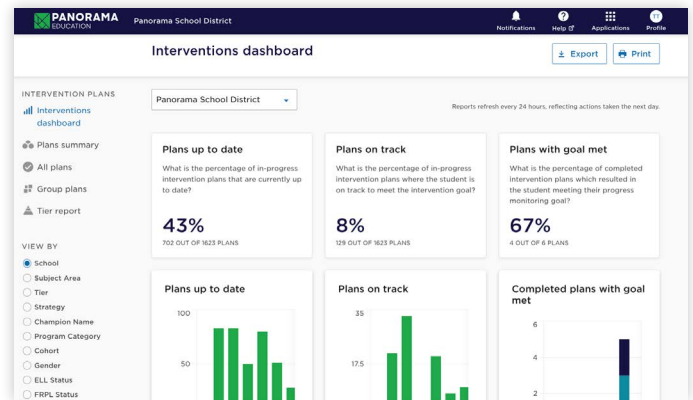 PANORAMA
EDUCATION
Panorama School District
Notifications
Help
Applications
TT
Profile
Interventions dashboard
Export
Print
INTERVENTION PLANS
Interventions
dashboard
Plans summary
All plans
Group plans
Tier report
VIEW BY
School
Subject Area
Tier
Strategy
Champion Name
Program Category
Cohort
Gender
ELL Status
FRPL Status
Panorama School District
Reports refresh every 24 hours, reflecting actions taken the next day.
Plans up to date
What is the percentage of in-progress
intervention plans that are currently up
to date?
43%
702 OUT OF 1623 PLANS
Plans on track
What is the percentage of in-progress
intervention plans where the student is
on track to meet the intervention goal?
8%
129 OUT OF 1623 PLANS
Plans with goal met
What is the percentage of completed
intervention plans which resulted in
the student meeting their progress
monitoring goal?
67%
4 OUT OF 6 PLANS
Plans up to date
100
50
Plans on track
35
17.5
Completed plans with goal
met
6
4
2